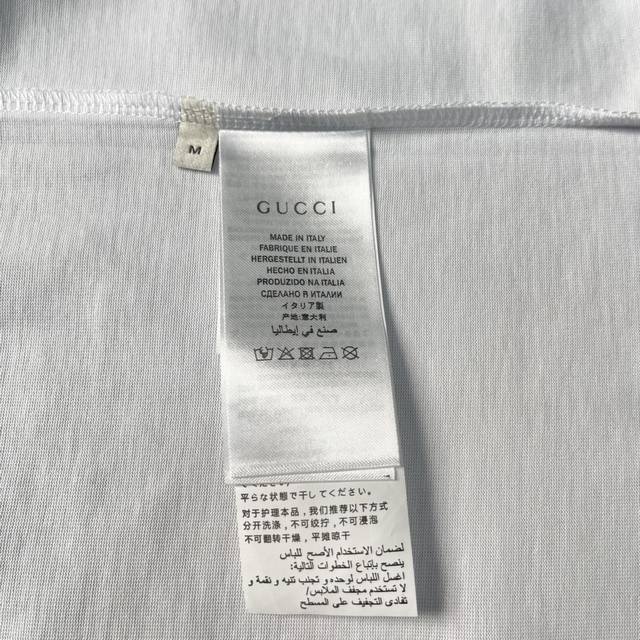 M
GUCCI
MADE IN ITALY
FABRIQUE EN ITALIE
HERGESTELLT IN ITALIEN
HECHO EN ITALIA
PRODUZIDO NA ITALIA
СДЕЛАНО В ИТАЛИИ
イタリア製
产地:意大利
صنع في إيطاليا
平らな状態で干してください。
对于护理本品，我们推荐以下方式
分开洗涤，不可绞拧，不可浸泡
不可翻转干燥，平摊晾干
لضمان الاستخدام الأصح للباس
ينصح بإتباع الخطوات التالية:
اغسل اللباس لوحده و تجنب تنيه و نقعة و
لا تستخدم مجفف الملابس/
تفادى التجفيف على المسطح